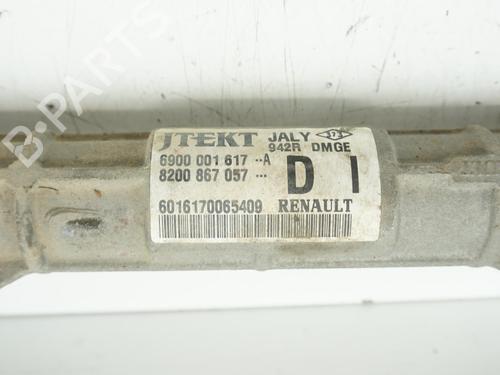 JTEKT JALY
942R DMGE
6900 001 617 --A
8200 867 057 ---
D I
6016170065409 RENAULT
B-PARTS